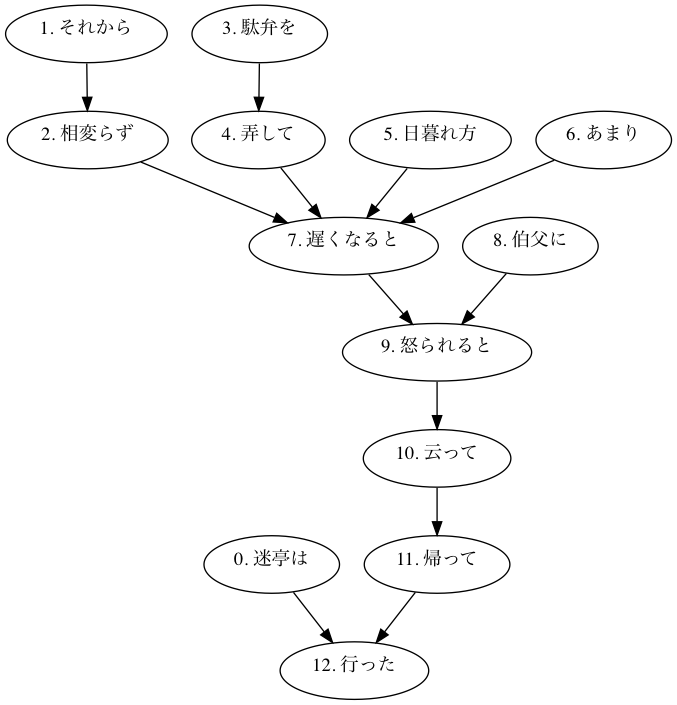 1. それから
3. 駄弁を
2. 相変らず
4. 弄して
5. 日暮れ方
6. あまり
7. 遅くなると
8. 伯父に
9. 怒られると
10. 云って
0. 迷亭は
11. 帰って
12. 行った